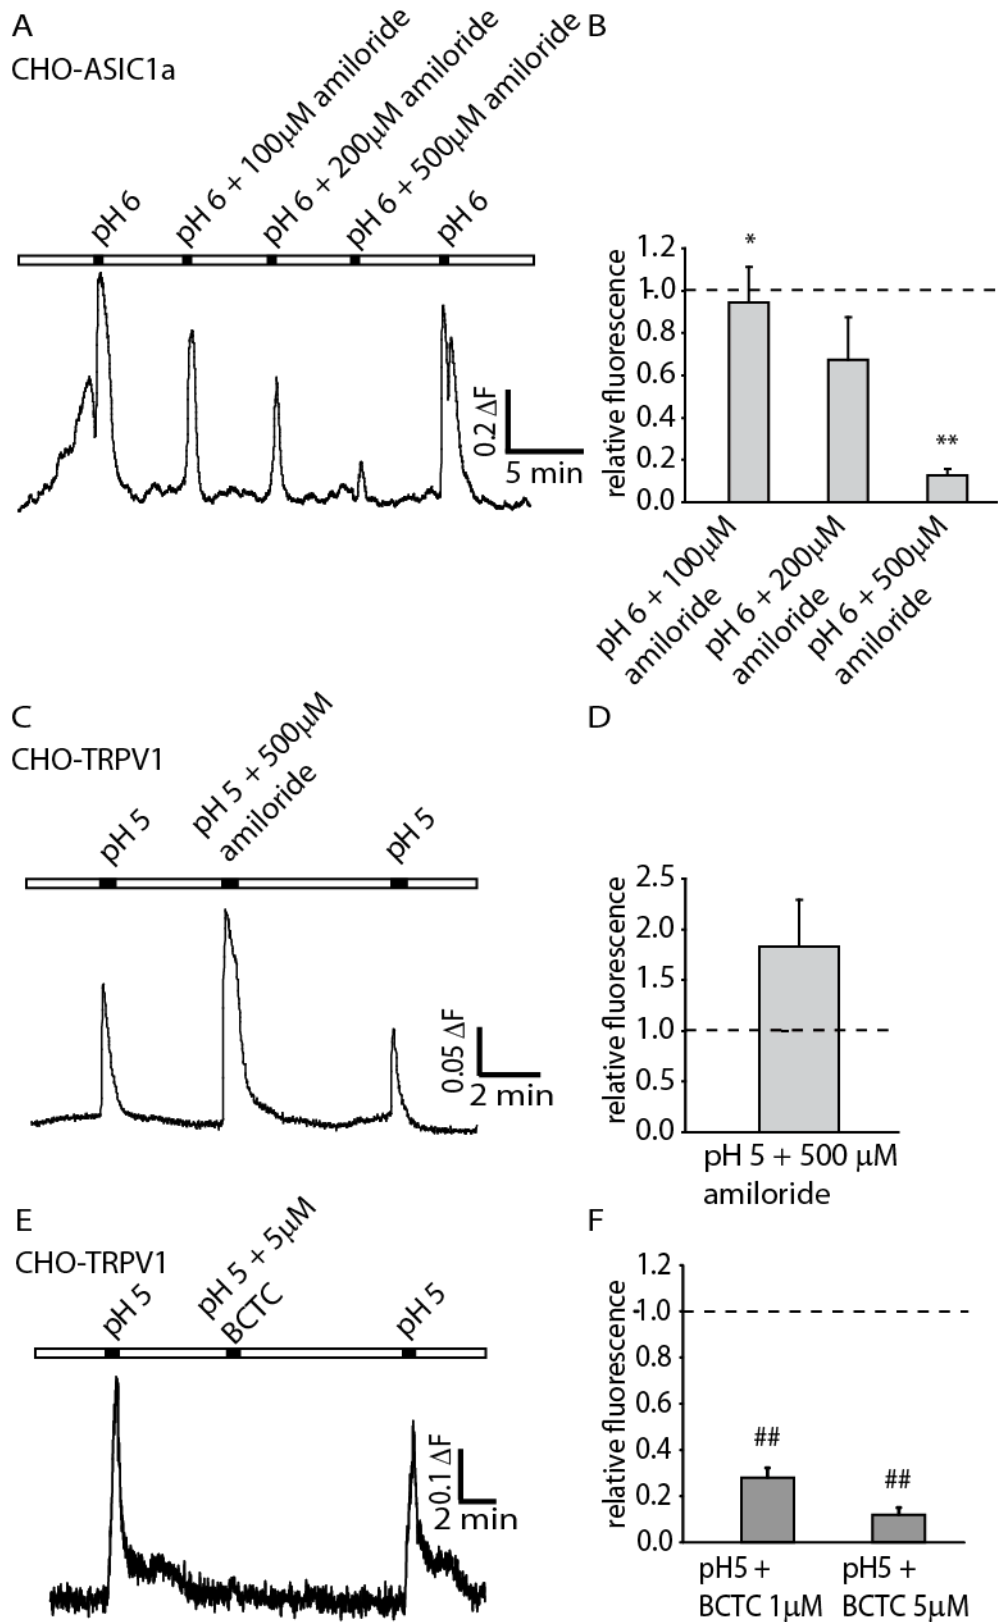 A
CHO-ASIC1a
pH 6
pH 6 + 100µM amiloride
pH 6 + 200µM amiloride
pH 6 + 500µM amiloride
pH 6
0.2 ΔF
5 min
B
relative fluorescence
1.2
1.0
0.8
0.6
0.4
0.2
0.0
*
**
pH 6 + 100µM
amiloride
pH 6 + 200µM
amiloride
pH 6 + 500µM
amiloride
C
CHO-TRPV1
pH 5
pH 5 + 500µM
amiloride
pH 5
0.05 ΔF
2 min
D
relative fluorescence
2.5
2.0
1.5
1.0
0.5
0.0
pH 5 + 500 µM
amiloride
E
CHO-TRPV1
pH 5
pH 5 + 5µM
BCTC
pH 5
0.1 ΔF
2 min
F
relative fluorescence
1.2
1.0
0.8
0.6
0.4
0.2
0.0
##
##
pH5 +
BCTC 1µM
pH5 +
BCTC 5µM